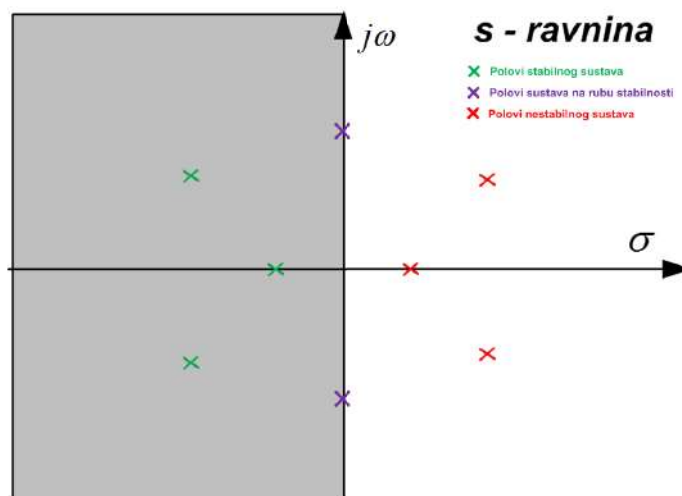 jω
s - ravnina
Polovi stabilnog sustava
Polovi sustava na rubu stabilnosti
Polovi nestabilnog sustava
σ